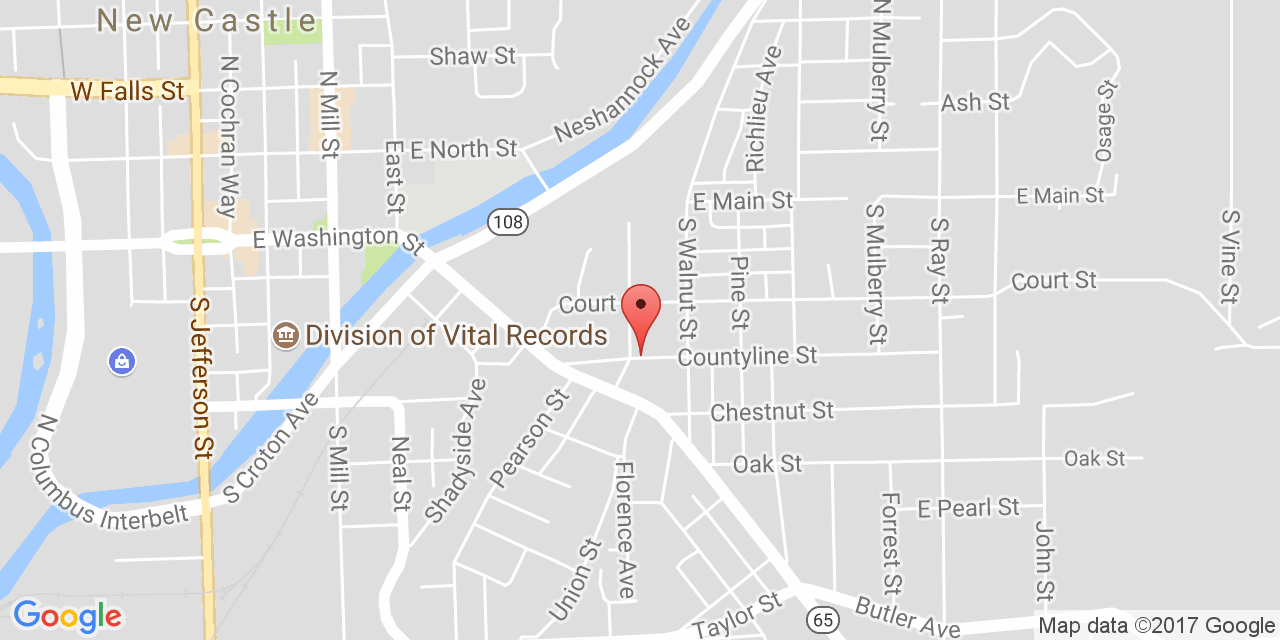 New Castle
Shaw St
Neshannock Ave
Richlieu Ave
N Mulberry St
Ash St
Osage St
W Falls St
N Cochran Way
N Mill St
East St
E North St
E Main St
E Main St
108
E Washington St
S Walnut St
Pine St
S Mulberry St
S Ray St
S Vine St
Court St
Court
S Jefferson St
Division of Vital Records
Countyline St
Chestnut St
Oak St
Oak St
N Columbus Interbelt
S Croton Ave
S Mill St
Neal St
Shadysipe Ave
Pearson St
Florence Ave
Union St
Forrest St
E Pearl St
John St
Taylor St
65
Butler Ave
Google
Map data ©2017 Google